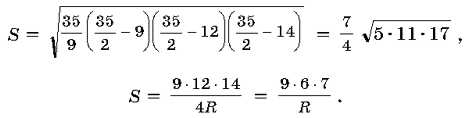 S = √(35/9 (35/2 − 9)(35/2 − 12)(35/2 − 14)) = 7/4 √(5·11·17) ,
S = (9·12·14)/(4R) = (9·6·7)/R .